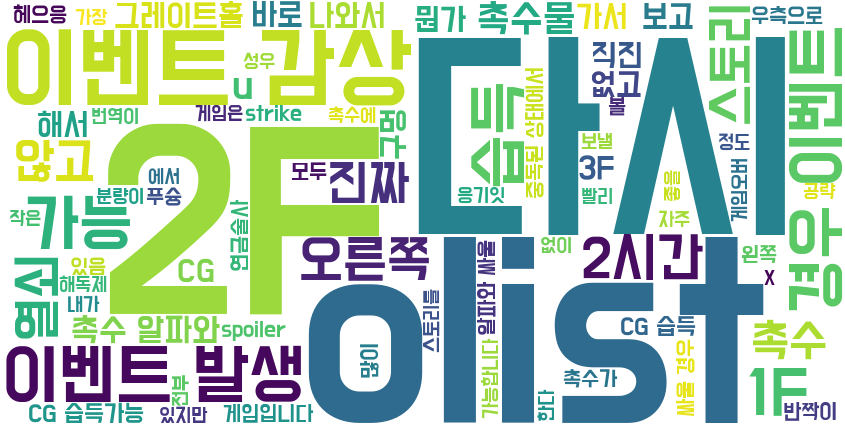 헤으응 가장 그레이트홀 바로 나와서 뭔가 촉수물 가서 보고 우측으로
이벤트 감상 성우 u 다시 직진 없고 볼 스토리 이벤트
해서 번역이 게임은 strike 촉수에 구멍 습득 중독된 상태에서 보낼 정도
않고 2F 모두 진짜 3F 게임오버
분량이 에서 푸슝 응기잇 빨리 젊을 공략
작은 가능 연금술사 자주
열쇠 있음 CG 오른쪽 없이 2시간 왼쪽 경우
해독제 내가 olist 스토리를 알파와 싸울 x
촉수 알파와 spoiler CG 습득 촉수
이벤트 발생 전부 많이 가능합니다 촉수가 싸울 경우 1F
CG 습득가능 있지만 게임입니다 한다 반짝이